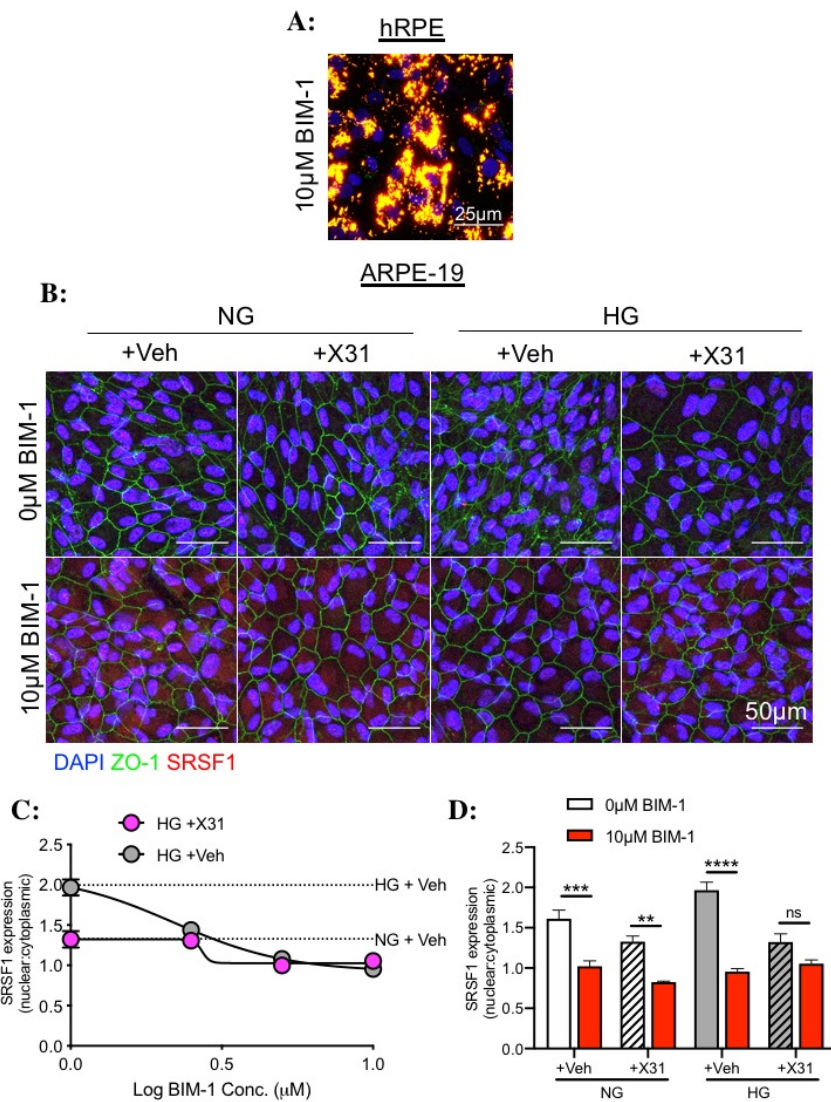 A:
hRPE
10µM BIM-1
25µm
ARPE-19
B:
NG
HG
+Veh
+X31
+Veh
+X31
0µM BIM-1
10µM BIM-1
50µm
DAPI ZO-1 SRSF1
C:
HG +X31
HG +Veh
SRSF1 expression
(nuclear:cytoplasmic)
2.5
2.0
1.5
1.0
0.5
0.0
HG + Veh
NG + Veh
0.0
0.5
1.0
Log BIM-1 Conc. (µM)
D:
0µM BIM-1
10µM BIM-1
SRSF1 expression
(nuclear:cytoplasmic)
2.5
2.0
1.5
1.0
0.5
0.0
***
**
****
ns
+Veh
+X31
+Veh
+X31
NG
HG